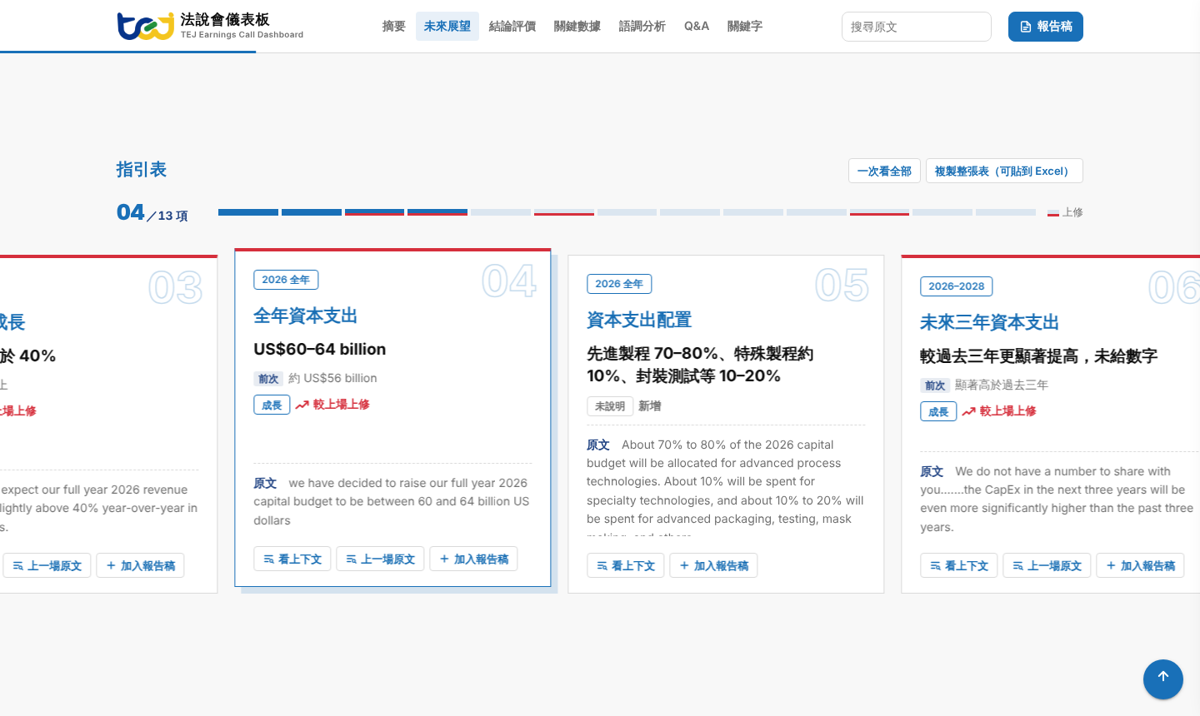 tej 法說會儀表板
TEJ Earnings Call Dashboard
摘要 未來展望 結論評價 關鍵數據 語調分析 Q&A 關鍵字
搜尋原文
報告稿
指引表
一次看全部 複製整張表（可貼到 Excel）
04／13 項
上修
03
成長
於 40%
上
上場上修
expect our full year 2026 revenue
lightly above 40% year-over-year in
s.
上一場原文 + 加入報告稿
04
2026 全年
全年資本支出
US$60–64 billion
前次 約 US$56 billion
成長 較上場上修
原文 we have decided to raise our full year 2026
capital budget to be between 60 and 64 billion US
dollars
看上下文 上一場原文 + 加入報告稿
05
2026 全年
資本支出配置
先進製程 70–80%、特殊製程約
10%、封裝測試等 10–20%
未說明 新增
原文 About 70% to 80% of the 2026 capital
budget will be allocated for advanced process
technologies. About 10% will be spent for
specialty technologies, and about 10% to 20% will
be spent for advanced packaging, testing, mask
making, and others.
看上下文 + 加入報告稿
06
2026–2028
未來三年資本支出
較過去三年更顯著提高，未給數字
前次 顯著高於過去三年
成長 較上場上修
原文 We do not have a number to share with
you.......the CapEx in the next three years will be
even more significantly higher than the past three
years.
看上下文 上一場原文 + 加入報告稿